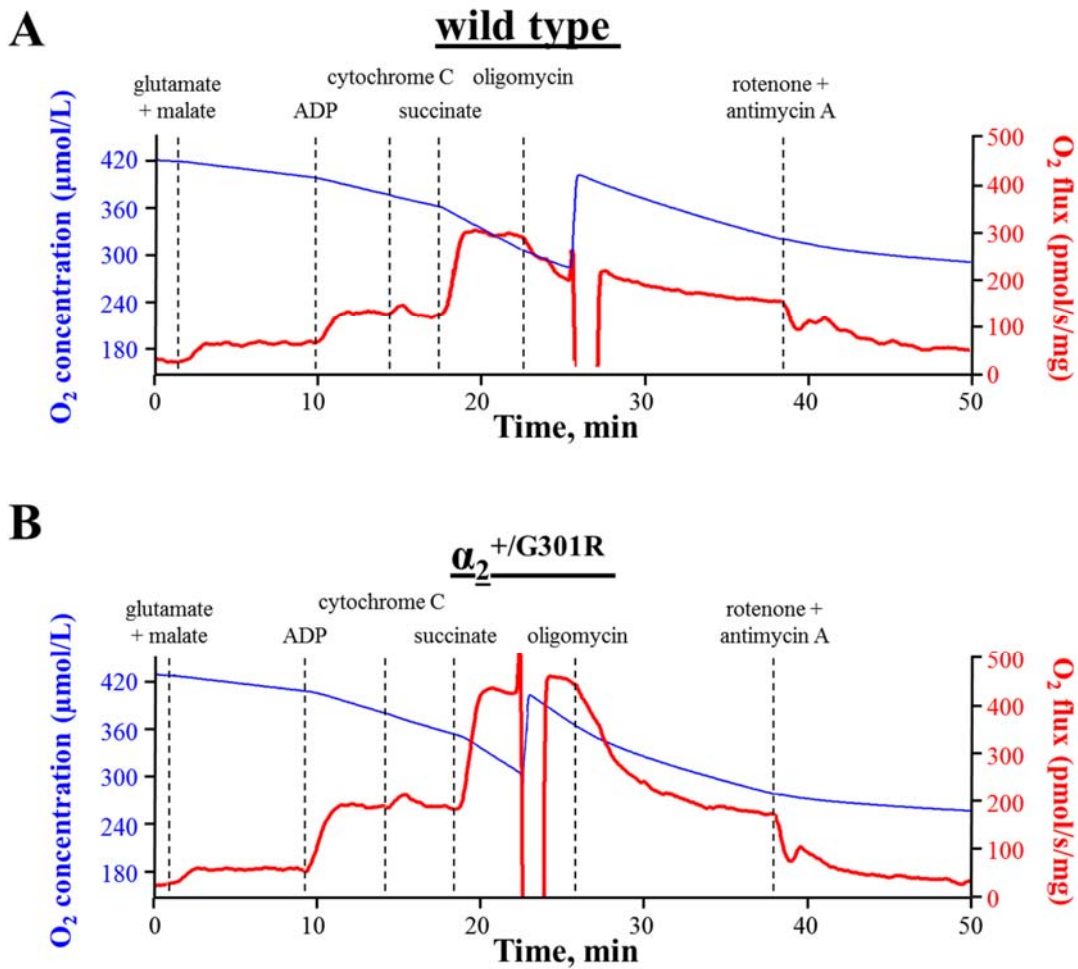 A
wild type
cytochrome C oligomycin
glutamate
+ malate
ADP
succinate
rotenone +
antimycin A
O2 concentration (µmol/L)
420
360
300
240
180
500
400
300
200
100
0
O2 flux (pmol/s/mg)
0 10 20 30 40 50
Time, min
B
α2+/G301R
cytochrome C
glutamate
+ malate
ADP
succinate
oligomycin
rotenone +
antimycin A
O2 concentration (µmol/L)
420
360
300
240
180
500
400
300
200
100
0
O2 flux (pmol/s/mg)
0 10 20 30 40 50
Time, min